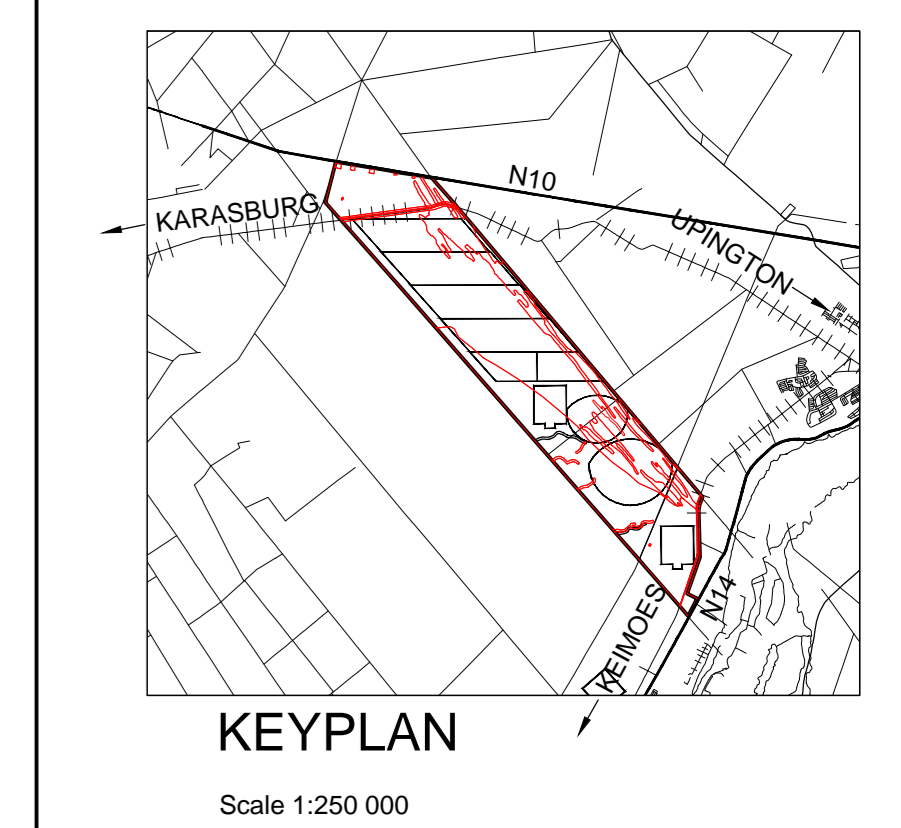 N10
KARASBURG
UPINGTON
KEIMOES
N14
KEYPLAN
Scale 1:250 000